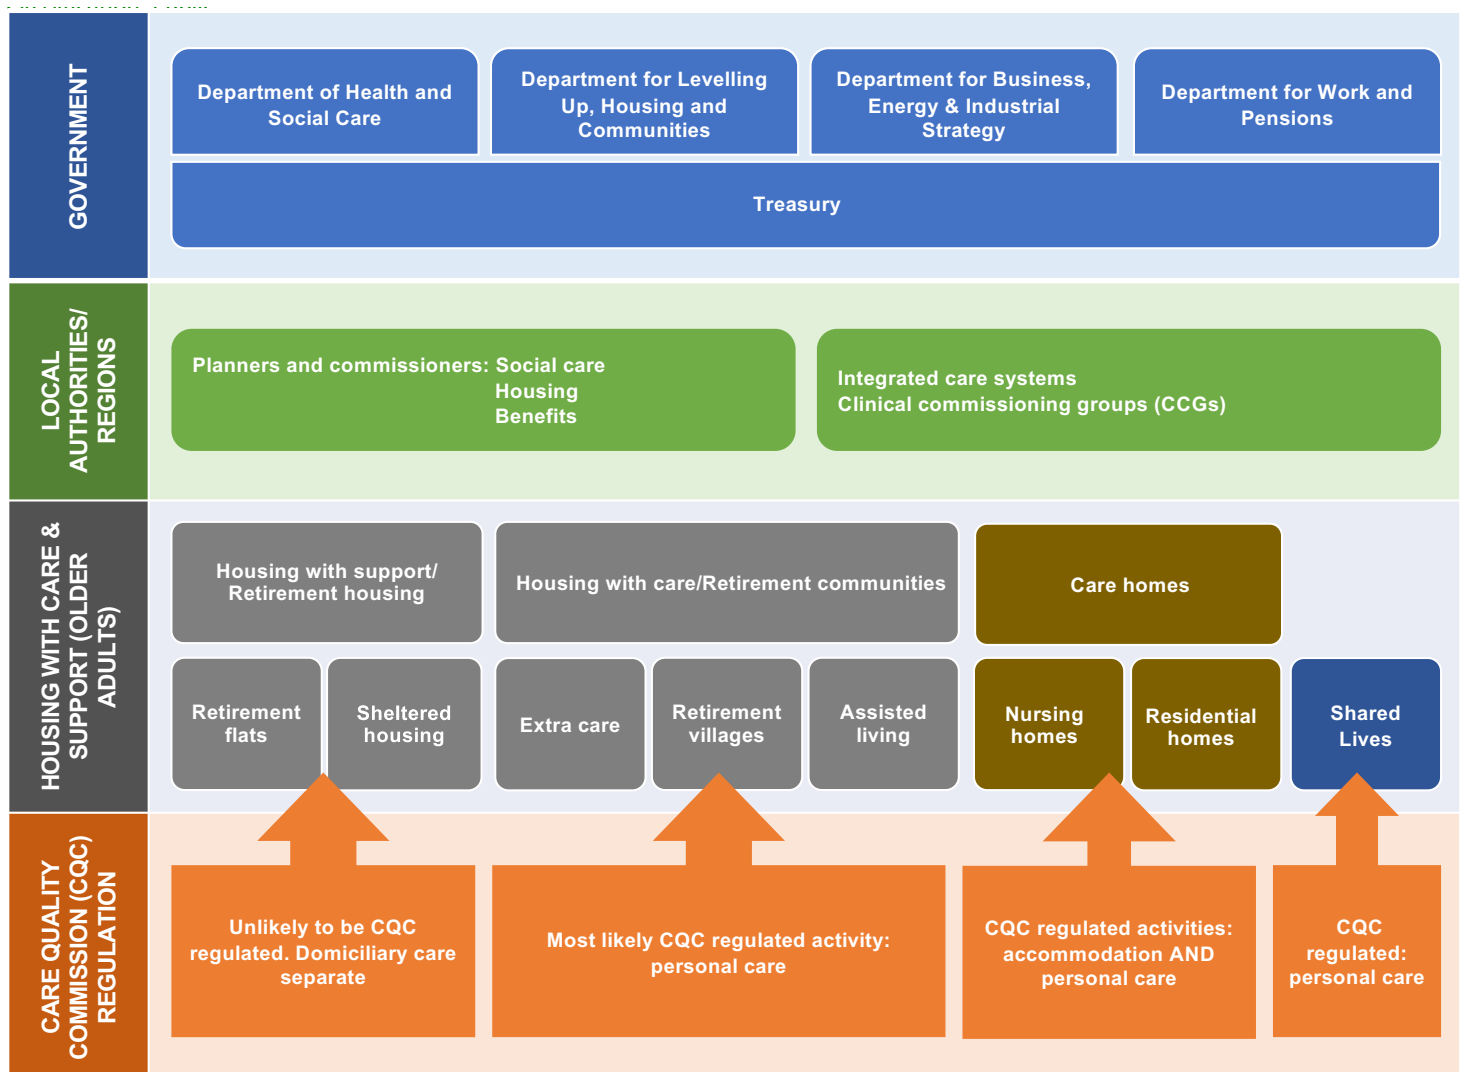 GOVERNMENT
Department of Health and
Social Care
Department for Levelling
Up, Housing and
Communities
Department for Business,
Energy & Industrial
Strategy
Department for Work and
Pensions
Treasury
LOCAL
AUTHORITIES/
REGIONS
Planners and commissioners: Social care
Housing
Benefits
Integrated care systems
Clinical commissioning groups (CCGs)
HOUSING WITH CARE &
SUPPORT (OLDER
ADULTS)
Housing with support/
Retirement housing
Housing with care/Retirement communities
Care homes
Retirement
flats
Sheltered
housing
Extra care
Retirement
villages
Assisted
living
Nursing
homes
Residential
homes
Shared
Lives
CARE QUALITY
COMMISSION (CQC)
REGULATION
Unlikely to be CQC
regulated. Domiciliary care
separate
Most likely CQC regulated activity:
personal care
CQC regulated activities:
accommodation AND
personal care
CQC
regulated:
personal care